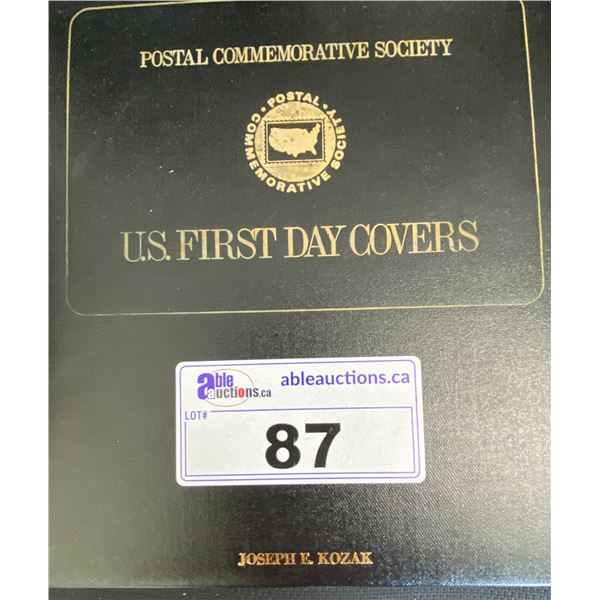 POSTAL COMMEMORATIVE SOCIETY
• POSTAL •
COMMEMORATIVE SOCIETY
U.S. FIRST DAY COVERS
able auctions.ca
ableauctions.ca
LOT#
87
JOSEPH E. KOZAK